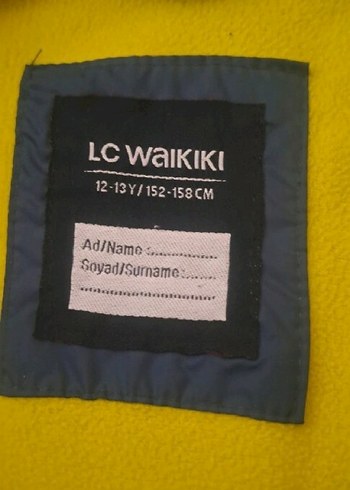 LC WAIKIKI
12-13Y/152-158CM
Ad/Name:..................
Soyad/Surname:........
....................................